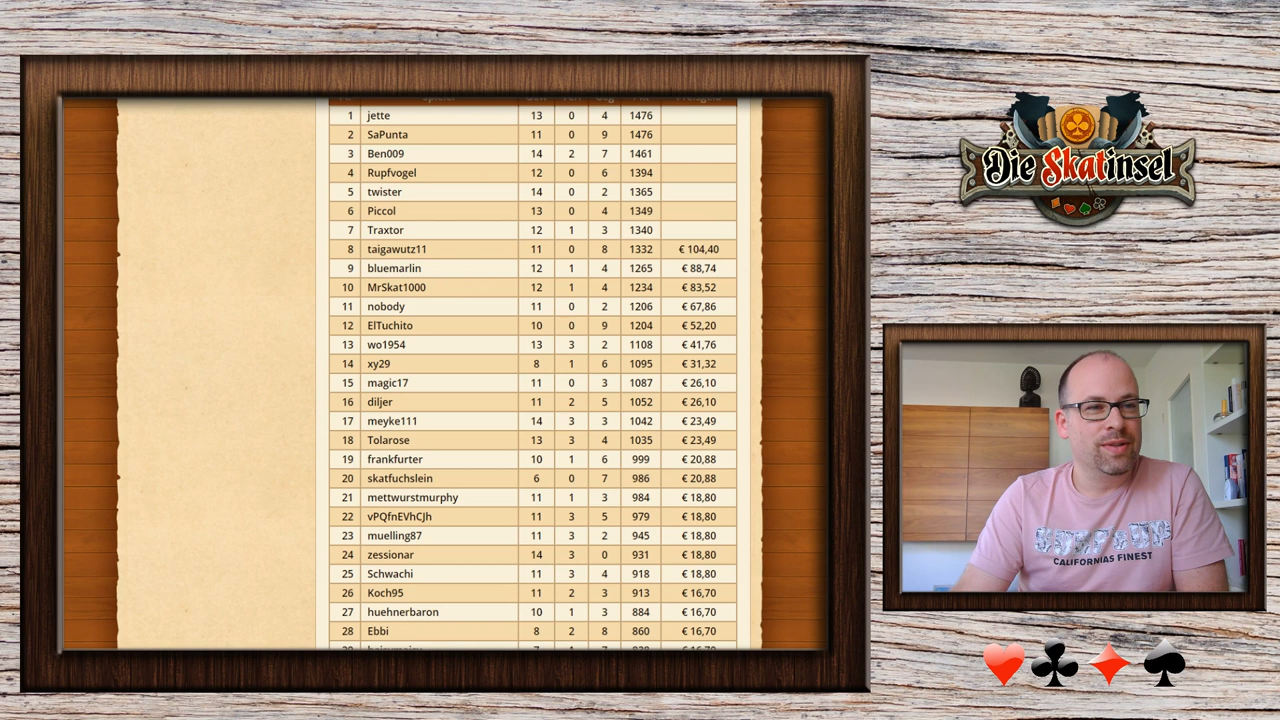 1 jette 13 0 4 1476
2 SaPunta 11 0 9 1476
3 Ben009 14 2 7 1461
4 Rupfvogel 12 0 6 1394
5 twister 14 0 2 1365
6 Piccol 13 0 4 1349
7 Traxtor 12 1 3 1340
8 taigawutz11 11 0 8 1332 € 104,40
9 bluemarlin 12 1 4 1265 € 88,74
10 MrSkat1000 12 1 4 1234 € 83,52
11 nobody 11 0 2 1206 € 67,86
12 ElTuchito 10 0 9 1204 € 52,20
13 wo1954 13 3 2 1108 € 41,76
14 xy29 8 1 6 1095 € 31,32
15 magic17 11 0 3 1087 € 26,10
16 diljer 11 2 5 1052 € 26,10
17 meyke111 14 3 3 1042 € 23,49
18 Tolarose 13 3 4 1035 € 23,49
19 frankfurter 10 1 6 999 € 20,88
20 skatfuchslein 6 0 7 986 € 20,88
21 mettwurstmurphy 11 1 3 984 € 18,80
22 vPQfnEVhCJh 11 3 5 979 € 18,80
23 muelling87 11 3 2 945 € 18,80
24 zessionar 14 3 0 931 € 18,80
25 Schwachi 11 3 4 918 € 18,80
26 Koch95 11 2 3 913 € 16,70
27 huehnerbaron 10 1 3 884 € 16,70
28 Ebbi 8 2 8 860 € 16,70
Die Skatinsel
CALIFORNIAS FINEST